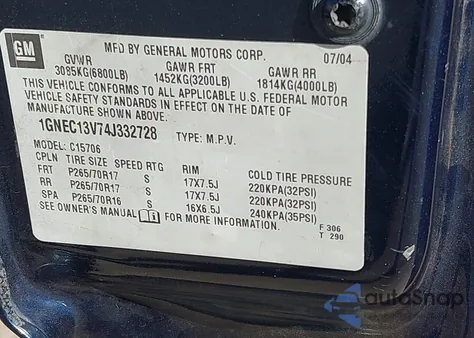 GM
MFD BY GENERAL MOTORS CORP. 07/04
GVWR GAWR FRT GAWR RR
3085KG(6800LB) 1452KG(3200LB) 1814KG(4000LB)
THIS VEHICLE CONFORMS TO ALL APPLICABLE U.S. FEDERAL MOTOR
VEHICLE SAFETY STANDARDS IN EFFECT ON THE DATE OF
MANUFACTURE SHOWN ABOVE.
1GNEC13V74J332728 TYPE: M.P.V.
MODEL: C15706
CPLN TIRE SIZE SPEED RTG RIM COLD TIRE PRESSURE
FRT P265/70R17 S 17X7.5J 220KPA(32PSI)
RR P265/70R17 S 17X7.5J 220KPA(32PSI)
SPA P265/70R16 S 16X6.5J 240KPA(35PSI)
SEE OWNER'S MANUAL
F 306
T 290
autoSnap